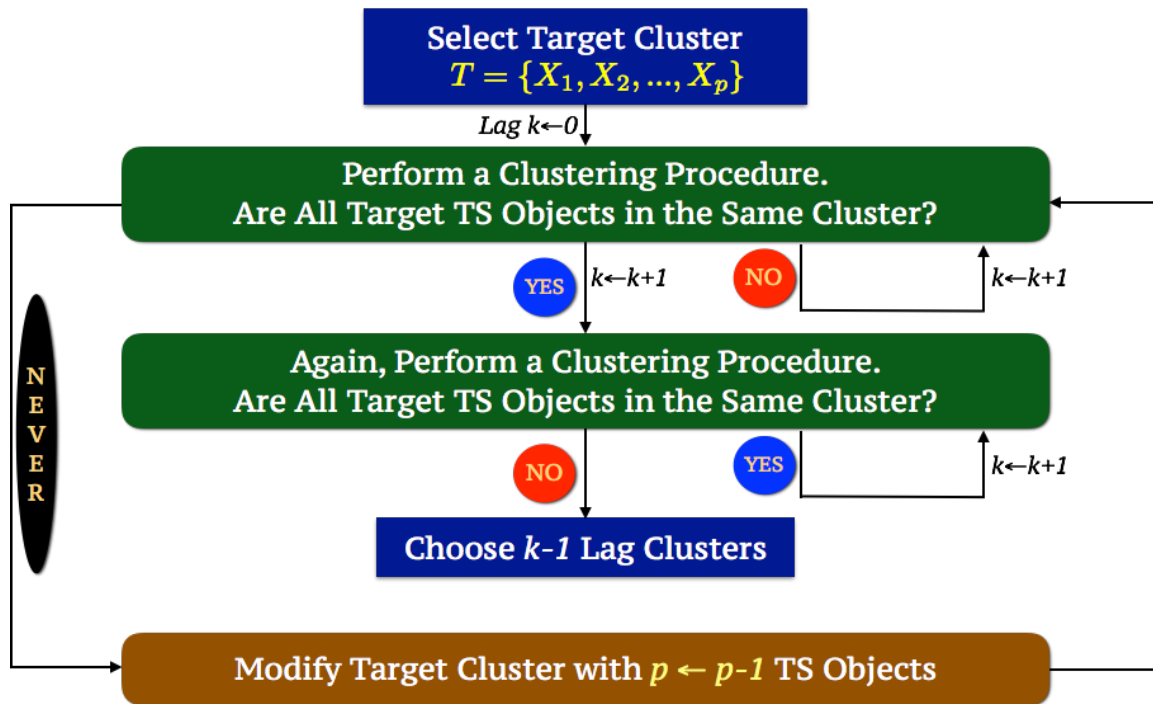 Select Target Cluster
T = {X₁, X₂, ..., Xₚ}
Lag k←0
Perform a Clustering Procedure.
Are All Target TS Objects in the Same Cluster?
YES
k←k+1
NO
k←k+1
NEVER
Again, Perform a Clustering Procedure.
Are All Target TS Objects in the Same Cluster?
NO
YES
k←k+1
Choose k-1 Lag Clusters
Modify Target Cluster with p ← p-1 TS Objects